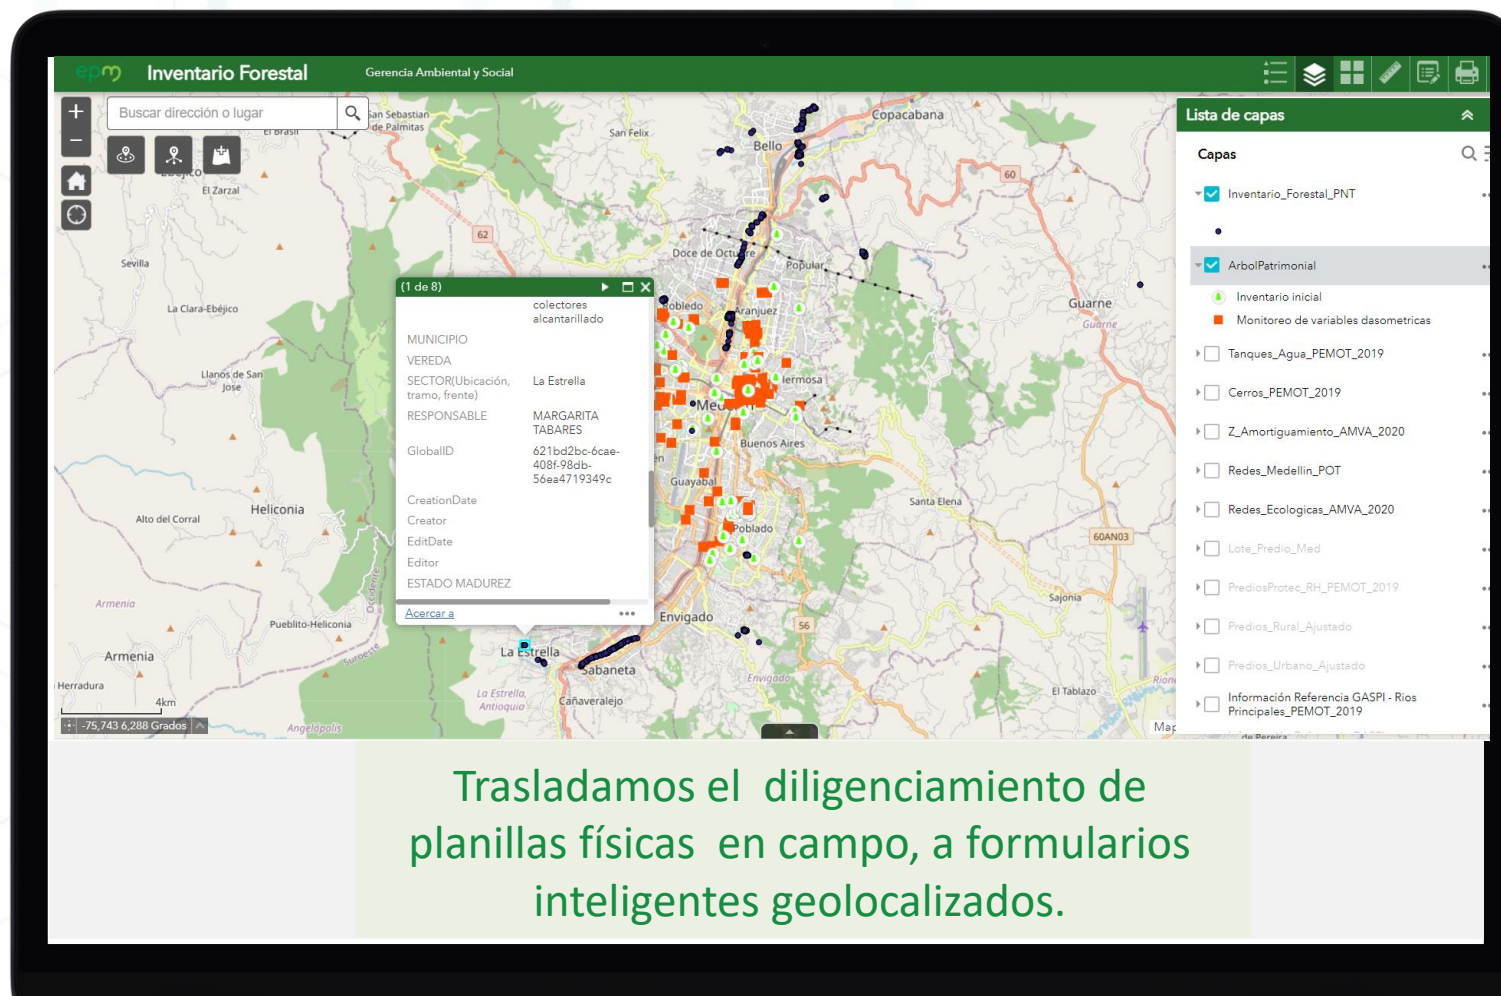 epm Inventario Forestal Gerencia Ambiental y Social
Buscar dirección o lugar
San Sebastian
de Palmitas
El Brasil
El Zarzal
San Felix
Bello
Copacabana
60
62
Sevilla
Doce de Octubre
Popular
La Clara-Ebéjico
Robledo
Aranjuez
Guarne
Guarne
Llanos de San
Jose
Hermosa
Buenos Aires
Guayabal
Santa Elena
Alto del Corral
Heliconia
Poblado
60AN03
Armenia
Occidente
Pueblito-Heliconia
Sajonia
Envigado
56
La Estrella
Sabaneta
Suroeste
Armenia
Herradura
Envigado
La Estrella,
Antioquia
Cañaveralejo
El Tablazo
4km
-75,743 6,288 Grados
Angelópolis
(1 de 8)
colectores
alcantarillado
MUNICIPIO
VEREDA
SECTOR(Ubicación, La Estrella
tramo, frente)
RESPONSABLE MARGARITA
TABARES
GlobalID 621bd2bc-6cae-
408f-98db-
56ea4719349c
CreationDate
Creator
EditDate
Editor
ESTADO MADUREZ
Acercar a
Lista de capas
Capas
Inventario_Forestal_PNT
ArbolPatrimonial
Inventario inicial
Monitoreo de variables dasometricas
Tanques_Agua_PEMOT_2019
Cerros_PEMOT_2019
Z_Amortiguamiento_AMVA_2020
Redes_Medellin_POT
Redes_Ecologicas_AMVA_2020
Lote_Predio_Med
PrediosProtec_RH_PEMOT_2019
Predios_Rural_Ajustado
Predios_Urbano_Ajustado
Información Referencia GASPI - Rios
Principales_PEMOT_2019
Trasladamos el diligenciamiento de
planillas físicas en campo, a formularios
inteligentes geolocalizados.